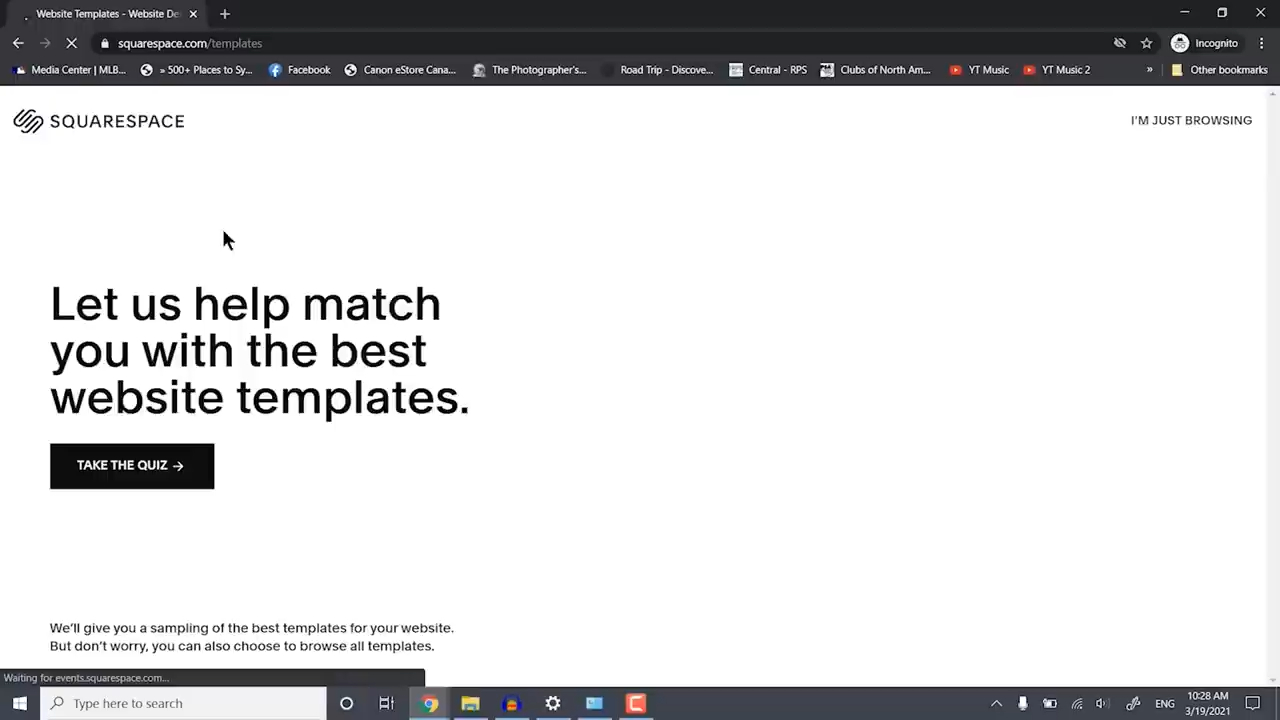 Website Templates - Website De
squarespace.com/templates
Incognito
Media Center | MLB...
» 500+ Places to Sy...
Facebook
Canon eStore Cana...
The Photographer's...
Road Trip - Discove...
Central - RPS
Clubs of North Am...
YT Music
YT Music 2
»
Other bookmarks
SQUARESPACE
I'M JUST BROWSING
Let us help match
you with the best
website templates.
TAKE THE QUIZ →
We'll give you a sampling of the best templates for your website.
But don't worry, you can also choose to browse all templates.
Waiting for events.squarespace.com...
Type here to search
ENG
10:28 AM
3/19/2021